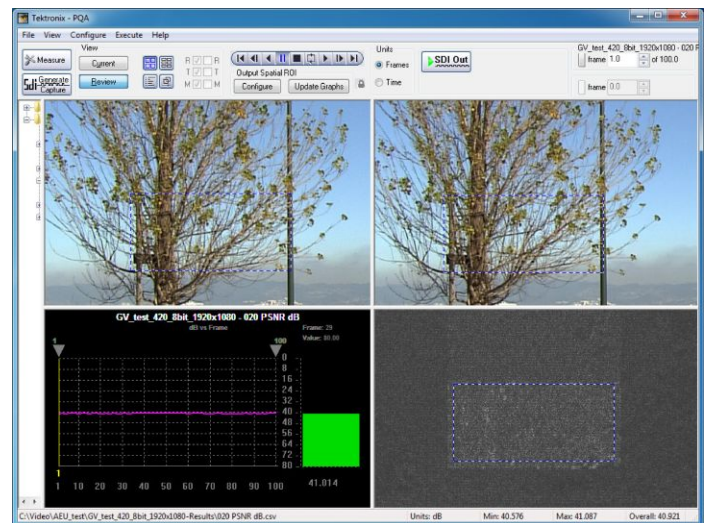 Tektronix - PQA
File View Configure Execute Help
View
Units
GV_test_420_8bit_1920x1080 - 020 P
Measure
Current
R R
T T
M M
Output Spatial ROI
Frames
SDI Out
frame 1.0 of 100.0
Sdi Generate
Capture
Review
Configure
Update Graphs
Time
frame 0.0
GV_test_420_8bit_1920x1080 - 020 PSNR dB
dB vs Frame
Frame: 29
Value: 80.00
1
100
0
8
16
24
32
40
48
56
64
72
80
1
1 10 20 30 40 50 60 70 80 90 100
41.014
C:\Video\AEU_test\GV_test_420_8bit_1920x1080-Results\020 PSNR dB.csv
Units: dB
Min: 40.576
Max: 41.087
Overall: 40.921